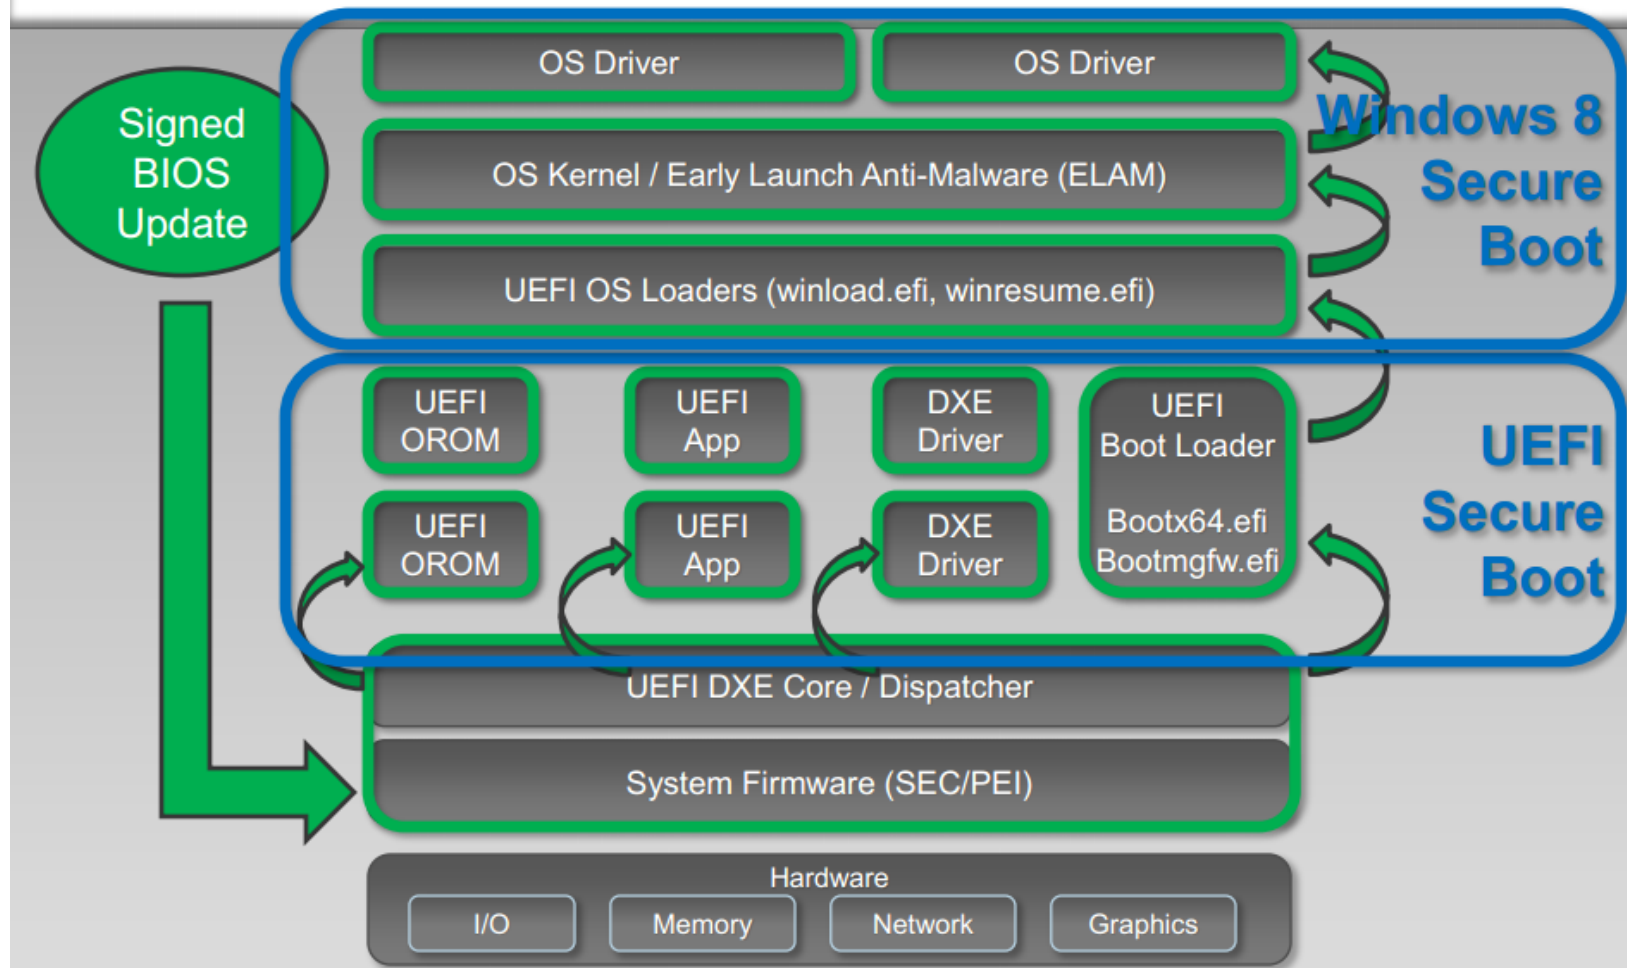 OS Driver
OS Driver
Signed
BIOS
Update
Windows 8
Secure
Boot
OS Kernel / Early Launch Anti-Malware (ELAM)
UEFI OS Loaders (winload.efi, winresume.efi)
UEFI
OROM
UEFI
App
DXE
Driver
UEFI
Boot Loader
Bootx64.efi
Bootmgfw.efi
UEFI
Secure
Boot
UEFI
OROM
UEFI
App
DXE
Driver
UEFI DXE Core / Dispatcher
System Firmware (SEC/PEI)
Hardware
I/O
Memory
Network
Graphics